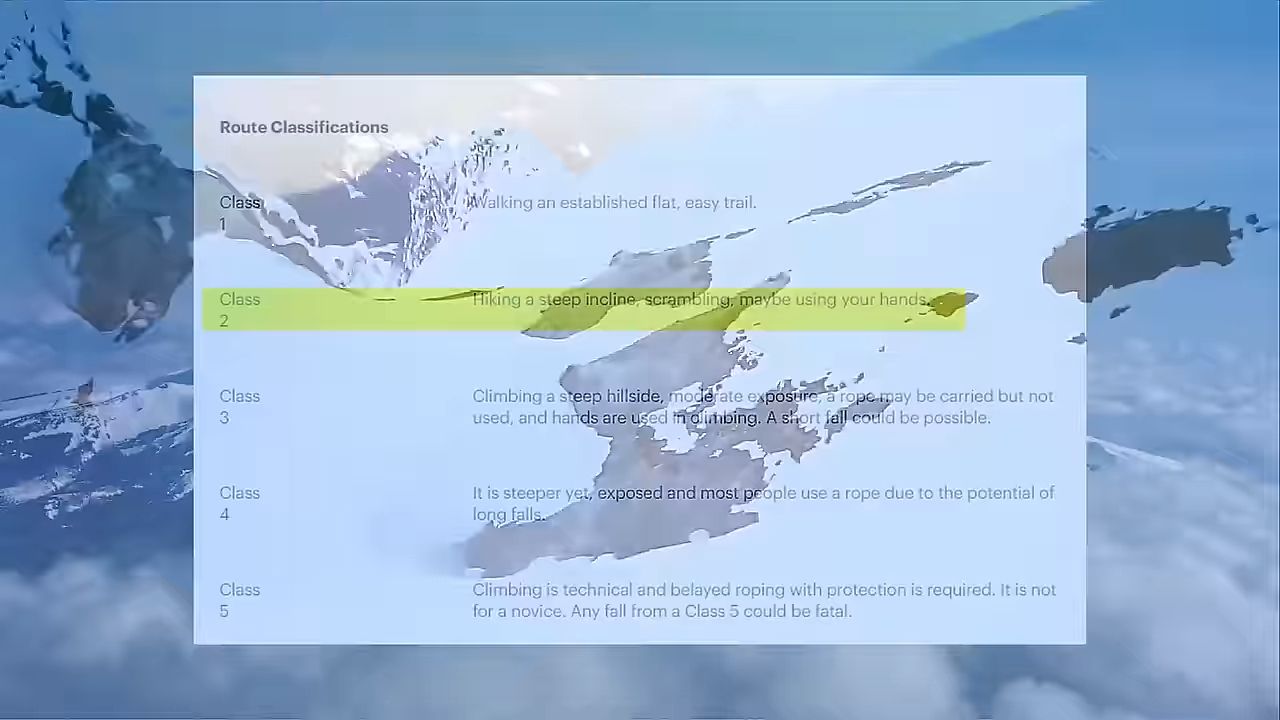 Route Classifications
Class
1
Walking an established flat, easy trail.
Class
2
Hiking a steep incline, scrambling, maybe using your hands.
Class
3
Climbing a steep hillside, moderate exposure, a rope may be carried but not
used, and hands are used in climbing. A short fall could be possible.
Class
4
It is steeper yet, exposed and most people use a rope due to the potential of
long falls.
Class
5
Climbing is technical and belayed roping with protection is required. It is not
for a novice. Any fall from a Class 5 could be fatal.